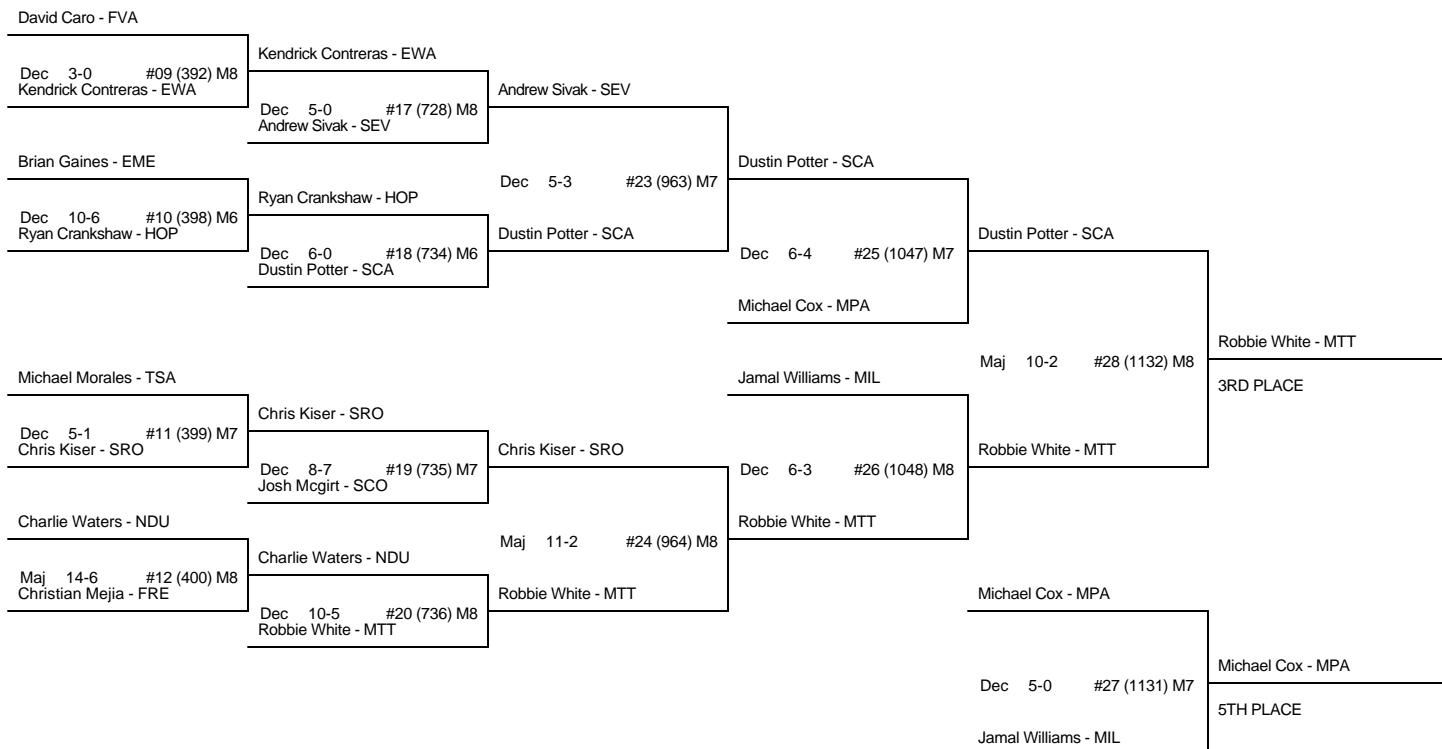 David Caro - FVA
Dec 3-0 #09 (392) M8
Kendrick Contreras - EWA
Brian Gaines - EME
Dec 10-6 #10 (398) M6
Ryan Crankshaw - HOP
Michael Morales - TSA
Dec 5-1 #11 (399) M7
Chris Kiser - SRO
Charlie Waters - NDU
Maj 14-6 #12 (400) M8
Christian Mejia - FRE
Kendrick Contreras - EWA
Dec 5-0 #17 (728) M8
Andrew Sivak - SEV
Ryan Crankshaw - HOP
Dec 6-0 #18 (734) M6
Dustin Potter - SCA
Chris Kiser - SRO
Dec 8-7 #19 (735) M7
Josh Mcgirt - SCO
Charlie Waters - NDU
Dec 10-5 #20 (736) M8
Robbie White - MTT
Andrew Sivak - SEV
Dec 5-3 #23 (963) M7
Dustin Potter - SCA
Chris Kiser - SRO
Maj 11-2 #24 (964) M8
Robbie White - MTT
Dustin Potter - SCA
Dec 6-4 #25 (1047) M7
Michael Cox - MPA
Jamal Williams - MIL
Dec 6-3 #26 (1048) M8
Robbie White - MTT
Dustin Potter - SCA
Maj 10-2 #28 (1132) M8
Robbie White - MTT
Robbie White - MTT
3RD PLACE
Michael Cox - MPA
Dec 5-0 #27 (1131) M7
Jamal Williams - MIL
Michael Cox - MPA
5TH PLACE